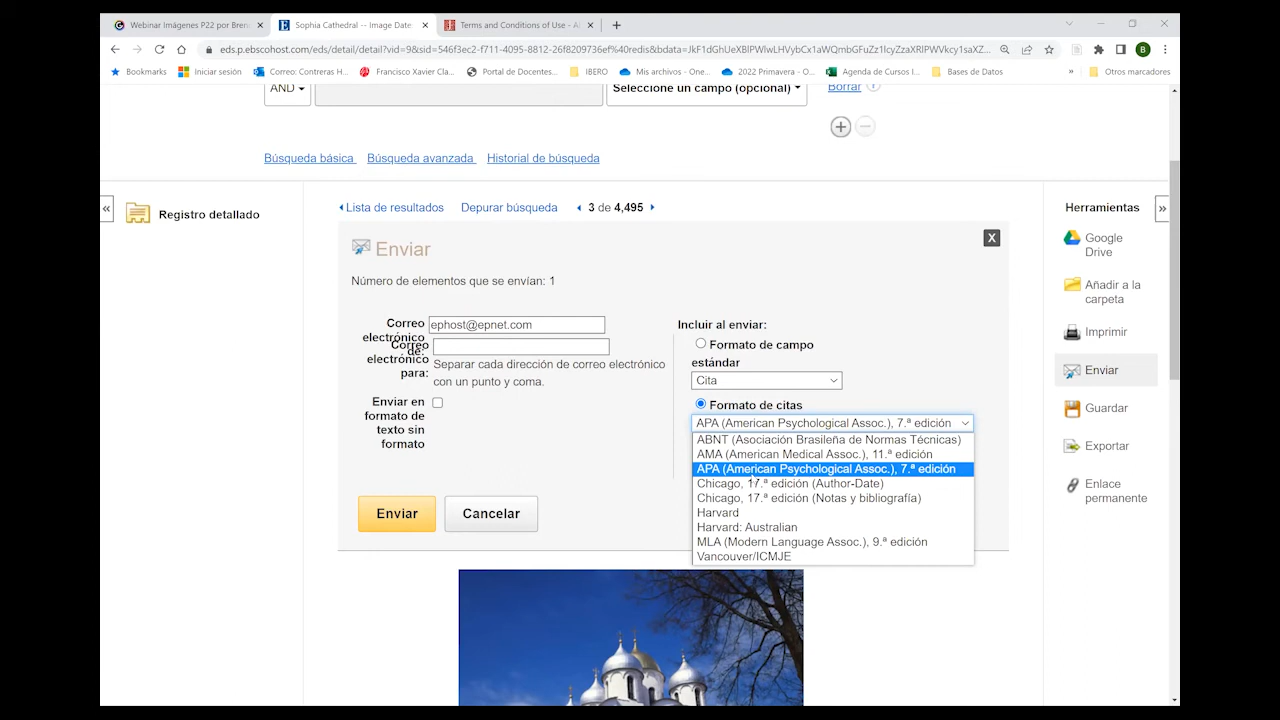 Webinar Imágenes P22 por Bren
Sophia Cathedral -- Image Date
Terms and Conditions of Use - A
eds.p.ebscohost.com/eds/detail/detail?vid=9&sid=546f3ec2-f711-4095-8812-26f8209736ef%40redis&bdata=
Bookmarks
Iniciar sesión
Correo: Contreras H...
Francisco Xavier Cla...
Portal de Docentes...
IBERO
Mis archivos - One...
2022 Primavera - O...
Agenda de Cursos I...
Bases de Datos
»
Otros marcadores
AND
Seleccione un campo (opcional)
Borrar
Búsqueda básica
Búsqueda avanzada
Historial de búsqueda
«
Registro detallado
Lista de resultados
Depurar búsqueda
3 de 4,495
Herramientas
»
Enviar
X
Google
Drive
Número de elementos que se envían: 1
Añadir a la
carpeta
Correo
electrónico
de:
ephost@epnet.com
Correo
electrónico
para:
Separar cada dirección de correo electrónico
con un punto y coma.
Enviar en
formato de
texto sin
formato
Incluir al enviar:
Formato de campo
estándar
Cita
Formato de citas
APA (American Psychological Assoc.), 7.ª edición
ABNT (Asociación Brasileña de Normas Técnicas)
AMA (American Medical Assoc.), 11.ª edición
APA (American Psychological Assoc.), 7.ª edición
Chicago, 17.ª edición (Author-Date)
Chicago, 17.ª edición (Notas y bibliografía)
Harvard
Harvard: Australian
MLA (Modern Language Assoc.), 9.ª edición
Vancouver/ICMJE
Enviar
Cancelar
Imprimir
Enviar
Guardar
Exportar
Enlace
permanente
B